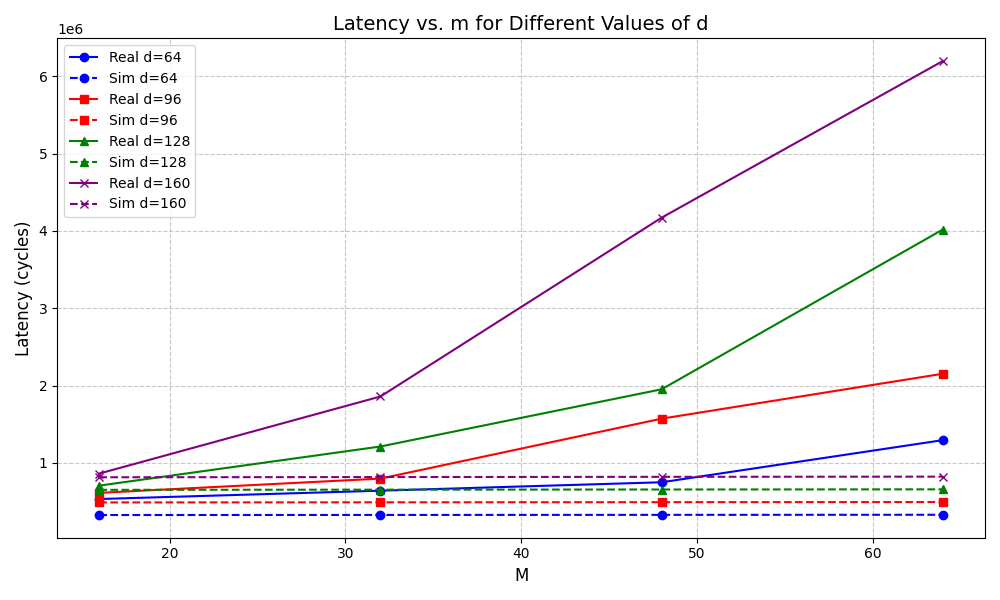 Latency vs. m for Different Values of d
1e6
Real d=64
Sim d=64
Real d=96
Sim d=96
Real d=128
Sim d=128
Real d=160
Sim d=160
6
5
4
3
2
1
Latency (cycles)
20 30 40 50 60
M